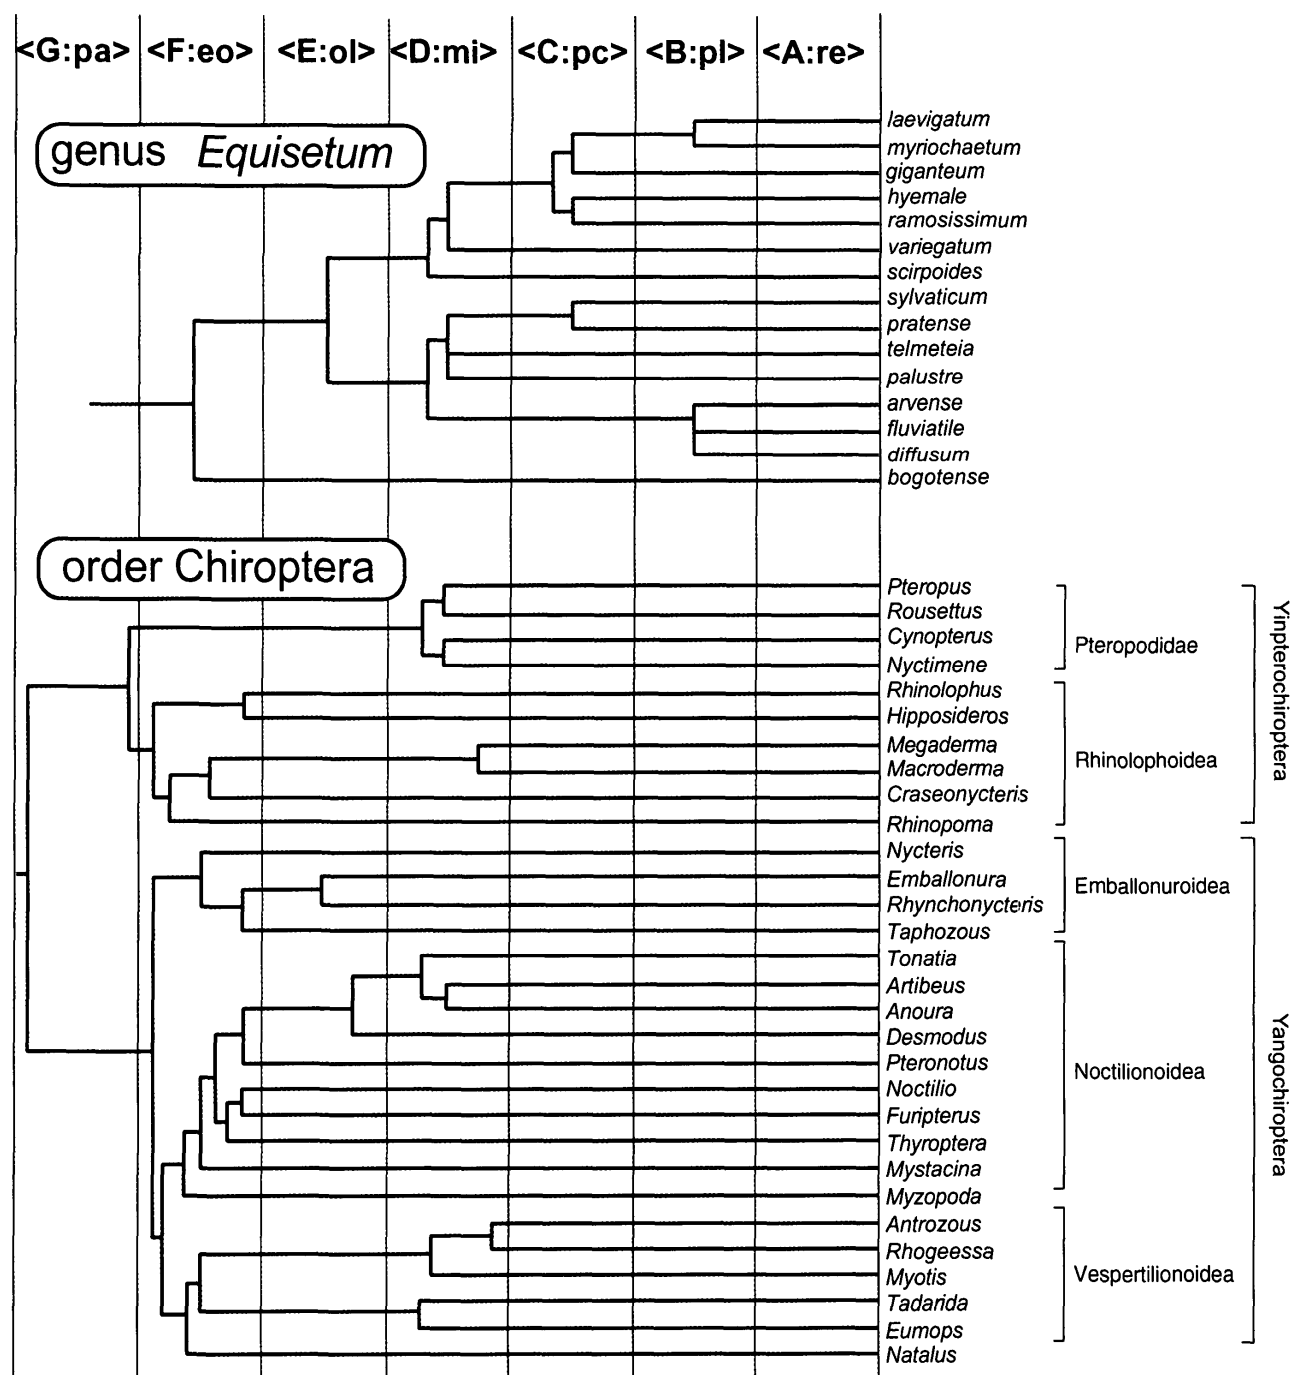 <G:pa> <F:eo> <E:ol> <D:mi> <C:pc> <B:pl> <A:re>
genus Equisetum
laevigatum
myriochaetum
giganteum
hyemale
ramosissimum
variegatum
scirpoides
sylvaticum
pratense
telmeteia
palustre
arvense
fluviatile
diffusum
bogotense
order Chiroptera
Pteropus
Rousettus
Cynopterus
Nyctimene
Rhinolophus
Hipposideros
Megaderma
Macroderma
Craseonycteris
Rhinopoma
Nycteris
Emballonura
Rhynchonycteris
Taphozous
Tonatia
Artibeus
Anoura
Desmodus
Pteronotus
Noctilio
Furipterus
Thyroptera
Mystacina
Myzopoda
Antrozous
Rhogeessa
Myotis
Tadarida
Eumops
Natalus
Pteropodidae
Rhinolophoidea
Emballonuroidea
Noctilionoidea
Vespertilionoidea
Yinpterochiroptera
Yangochiroptera